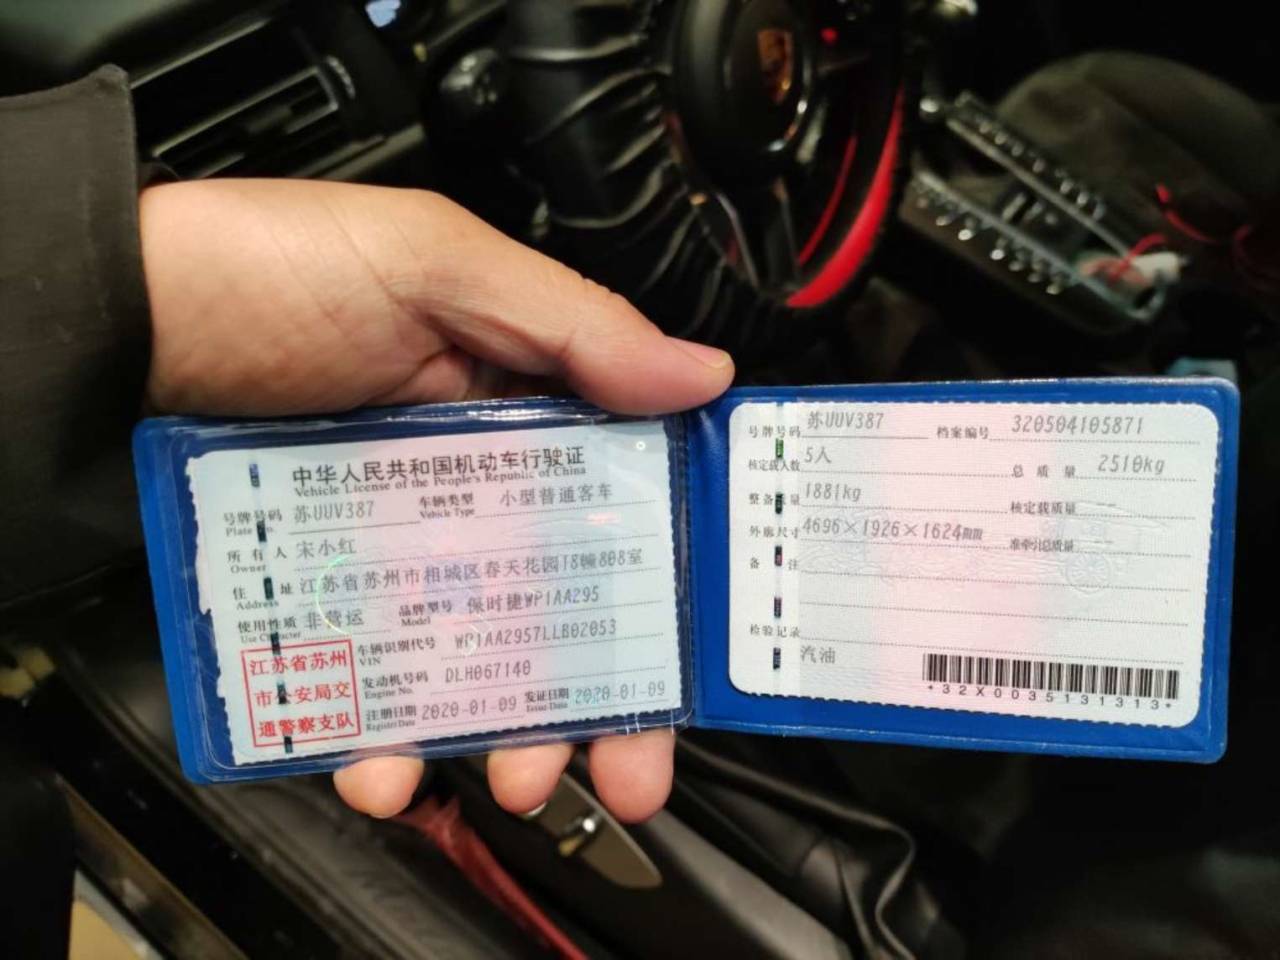 中华人民共和国机动车行驶证
Vehicle License of the People's Republic of China
号牌号码 苏UUV387 车辆类型 小型普通客车
Plate No. Vehicle Type
所有人 宋小红
Owner
住址 江苏省苏州市相城区春天花园18幢808室
Address
使用性质 非营运 品牌型号 保时捷WP1AA295
Use Character Model
江苏省苏州
市公安局交
通警察支队
车辆识别代号 WP1AA2957LLB02053
VIN
发动机号码 DLH067140
Engine No.
注册日期 2020-01-09 发证日期 2020-01-09
Register Date Issue Date
号牌号码 苏UUV387 档案编号 320504105871
核定载人数 5人 总质量 2510kg
整备质量 1881kg 核定载质量 --
外廓尺寸 4696×1926×1624mm 准牵引总质量 --
备注
检验记录
汽油
*32X0035131313*